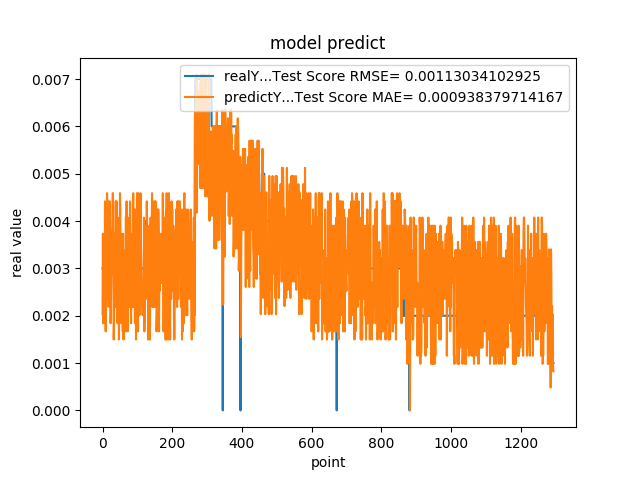 model predict
realY...Test Score RMSE= 0.00113034102925
predictY...Test Score MAE= 0.000938379714167
0.007
0.006
0.005
0.004
0.003
0.002
0.001
0.000
real value
0 200 400 600 800 1000 1200
point